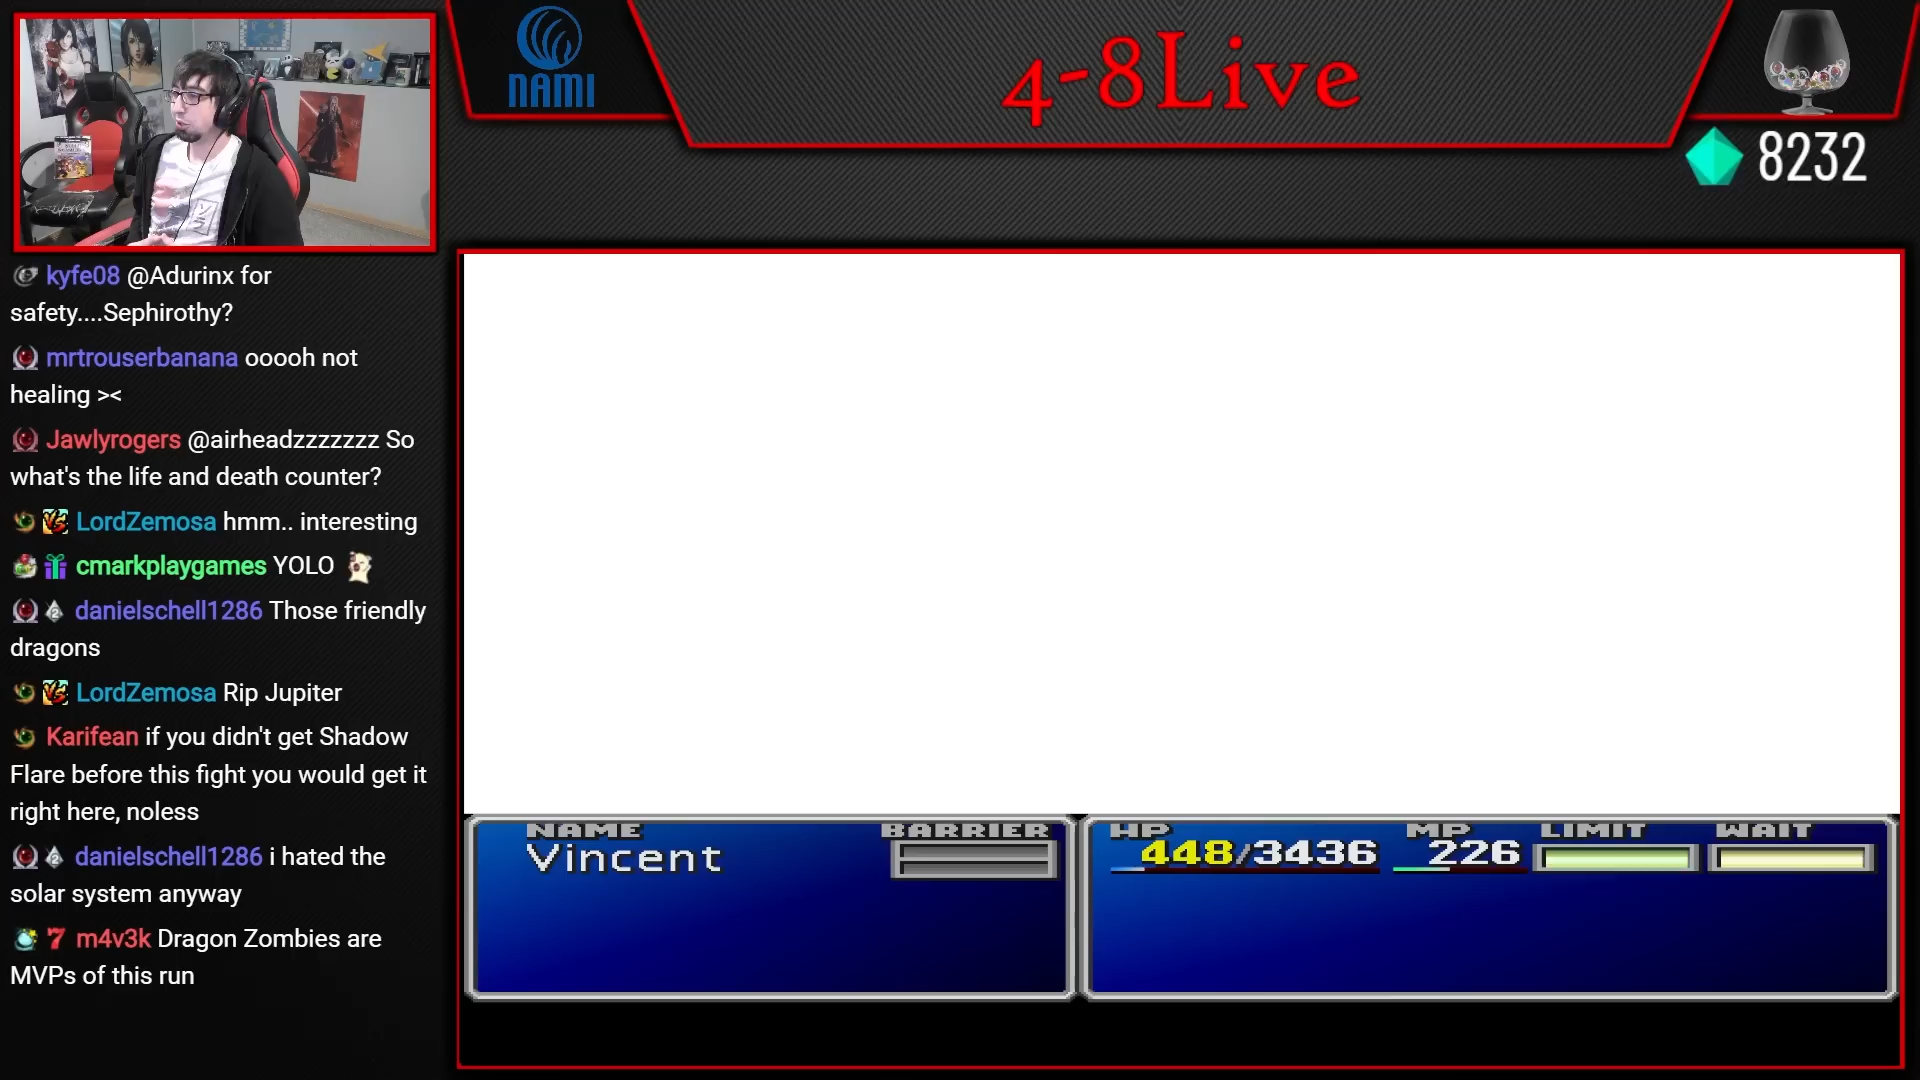 NAMI
4-8Live
8232
kyfe08 @Adurinx for
safety....Sephirothy?
mrtrouserbanana ooooh not
healing ><
Jawlyrogers @airheadzzzzzzz So
what's the life and death counter?
LordZemosa hmm.. interesting
cmarkplaygames YOLO
danielschell1286 Those friendly
dragons
LordZemosa Rip Jupiter
Karifean if you didn't get Shadow
Flare before this fight you would get it
right here, noless
danielschell1286 i hated the
solar system anyway
m4v3k Dragon Zombies are
MVPs of this run
NAME BARRIER HP MP LIMIT WAIT
Vincent 448/3436 226